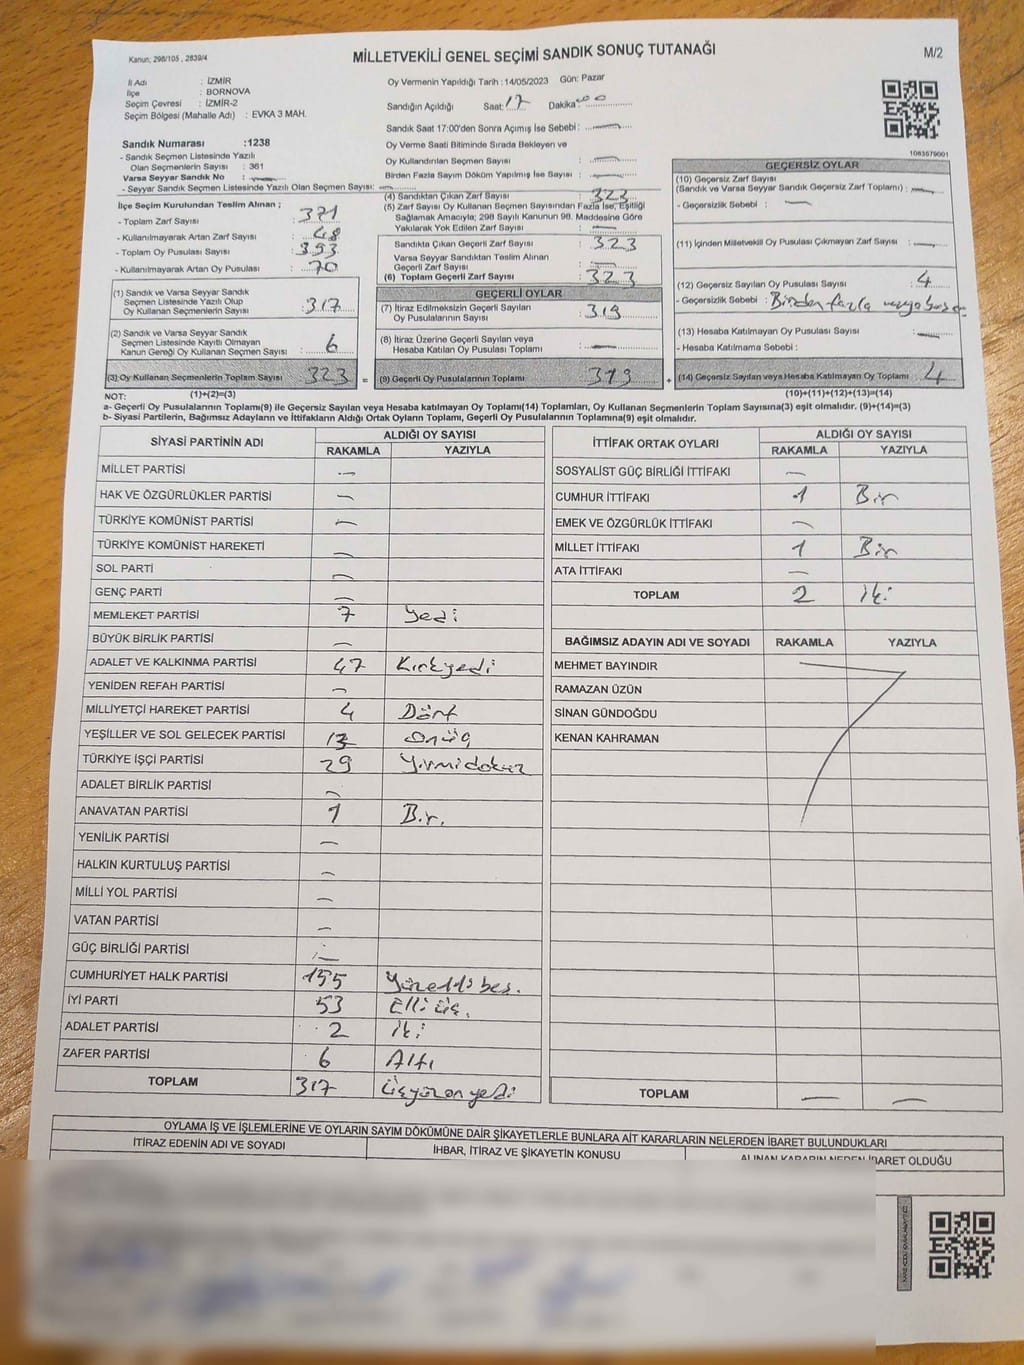 Kanun; 298/105 , 2839/4
MİLLETVEKİLİ GENEL SEÇİMİ SANDIK SONUÇ TUTANAĞI
M/2
İl Adı : İZMİR
İlçe : BORNOVA
Seçim Çevresi : İZMİR-2
Seçim Bölgesi (Mahalle Adı) : EVKA 3 MAH.
Oy Vermenin Yapıldığı Tarih : 14/05/2023 Gün: Pazar
Sandığın Açıldığı Saat: 17 Dakika: 00
Sandık Saat 17:00'den Sonra Açımış İse Sebebi : —
Oy Verme Saati Bitiminde Sırada Bekleyen ve
Oy Kullandırılan Seçmen Sayısı : —
Birden Fazla Sayım Döküm Yapılmış İse Sayısı : —
1063579001
Sandık Numarası :1238
- Sandık Seçmen Listesinde Yazılı
Olan Seçmenlerin Sayısı : 361
Varsa Seyyar Sandık No : —
- Seyyar Sandık Seçmen Listesinde Yazılı Olan Seçmen Sayısı: —
İlçe Seçim Kurulundan Teslim Alınan ;
- Toplam Zarf Sayısı : 371
- Kullanılmayarak Artan Zarf Sayısı : 48
- Toplam Oy Pusulası Sayısı : 393
- Kullanılmayarak Artan Oy Pusulası : 70
(1) Sandık ve Varsa Seyyar Sandık
Seçmen Listesinde Yazılı Olup
Oy Kullanan Seçmenlerin Sayısı : 317
(2) Sandık ve Varsa Seyyar Sandık
Seçmen Listesinde Kayıtlı Olmayan
Kanun Gereği Oy Kullanan Seçmen Sayısı : 6
(3) Oy Kullanan Seçmenlerin Toplam Sayısı 323 =
(1)+(2)=(3)
(4) Sandıktan Çıkan Zarf Sayısı : 323
(5) Zarf Sayısı Oy Kullanan Seçmen Sayısından Fazla İse, Eşitliği
Sağlamak Amacıyla; 298 Sayılı Kanunun 98. Maddesine Göre
Yakılarak Yok Edilen Zarf Sayısı : —
Sandıkta Çıkan Geçerli Zarf Sayısı : 323
Varsa Seyyar Sandıktan Teslim Alınan
Geçerli Zarf Sayısı : —
(6) Toplam Geçerli Zarf Sayısı : 323
GEÇERLİ OYLAR
(7) İtiraz Edilmeksizin Geçerli Sayılan
Oy Pusulalarının Sayısı : 319
(8) İtiraz Üzerine Geçerli Sayılan veya
Hesaba Katılan Oy Pusulası Toplamı : —
(9) Geçerli Oy Pusulalarının Toplamı 319 +
GEÇERSİZ OYLAR
(10) Geçersiz Zarf Sayısı
(Sandık ve Varsa Seyyar Sandık Geçersiz Zarf Toplamı) : —
- Geçersizlik Sebebi : —
(11) İçinden Milletvekili Oy Pusulası Çıkmayan Zarf Sayısı : —
(12) Geçersiz Sayılan Oy Pusulası Sayısı : 4
- Geçersizlik Sebebi : Birden fazla veya
(13) Hesaba Katılmayan Oy Pusulası Sayısı : —
- Hesaba Katılmama Sebebi :
(14) Geçersiz Sayılan veya Hesaba Katılmayan Oy Toplamı 4
(10)+(11)+(12)+(13)=(14)
NOT:
a- Geçerli Oy Pusulalarının Toplamı(9) ile Geçersiz Sayılan veya Hesaba katılmayan Oy Toplamı(14) Toplamları, Oy Kullanan Seçmenlerin Toplam Sayısına(3) eşit olmalıdır. (9)+(14)=(3)
b- Siyasi Partilerin, Bağımsız Adayların ve İttifakların Aldığı Ortak Oyların Toplamı, Geçerli Oy Pusulalarının Toplamına(9) eşit olmalıdır.
SİYASİ PARTİNİN ADI ALDIĞI OY SAYISI
RAKAMLA YAZIYLA
MİLLET PARTİSİ —
HAK VE ÖZGÜRLÜKLER PARTİSİ —
TÜRKİYE KOMÜNİST PARTİSİ —
TÜRKİYE KOMÜNİST HAREKETİ —
SOL PARTİ —
GENÇ PARTİ —
MEMLEKET PARTİSİ 7 Yedi
BÜYÜK BİRLİK PARTİSİ —
ADALET VE KALKINMA PARTİSİ 47 Kırkyedi
YENİDEN REFAH PARTİSİ —
MİLLİYETÇİ HAREKET PARTİSİ 4 Dört
YEŞİLLER VE SOL GELECEK PARTİSİ 13 Onüç
TÜRKİYE İŞÇİ PARTİSİ 29 Yirmidokuz
ADALET BİRLİK PARTİSİ —
ANAVATAN PARTİSİ 1 Bir.
YENİLİK PARTİSİ —
HALKIN KURTULUŞ PARTİSİ —
MİLLİ YOL PARTİSİ —
VATAN PARTİSİ —
GÜÇ BİRLİĞİ PARTİSİ —
CUMHURİYET HALK PARTİSİ 155 Yüzelli beş.
İYİ PARTİ 53 Elli üç.
ADALET PARTİSİ 2 İki
ZAFER PARTİSİ 6 Altı
TOPLAM 317 Üçyüzon yedi
İTTİFAK ORTAK OYLARI ALDIĞI OY SAYISI
RAKAMLA YAZIYLA
SOSYALİST GÜÇ BİRLİĞİ İTTİFAKI —
CUMHUR İTTİFAKI 1 Bir
EMEK VE ÖZGÜRLÜK İTTİFAKI —
MİLLET İTTİFAKI 1 Bir
ATA İTTİFAKI —
TOPLAM 2 İki
BAĞIMSIZ ADAYIN ADI VE SOYADI RAKAMLA YAZIYLA
MEHMET BAYINDIR
RAMAZAN ÜZÜN
SİNAN GÜNDOĞDU
KENAN KAHRAMAN
TOPLAM — —
OYLAMA İŞ VE İŞLEMLERİNE VE OYLARIN SAYIM DÖKÜMÜNE DAİR ŞİKAYETLERLE BUNLARA AİT KARARLARIN NELERDEN İBARET BULUNDUKLARI
İTİRAZ EDENİN ADI VE SOYADI İHBAR, İTİRAZ VE ŞİKAYETİN KONUSU ALINAN KARARIN NEDEN İBARET OLDUĞU